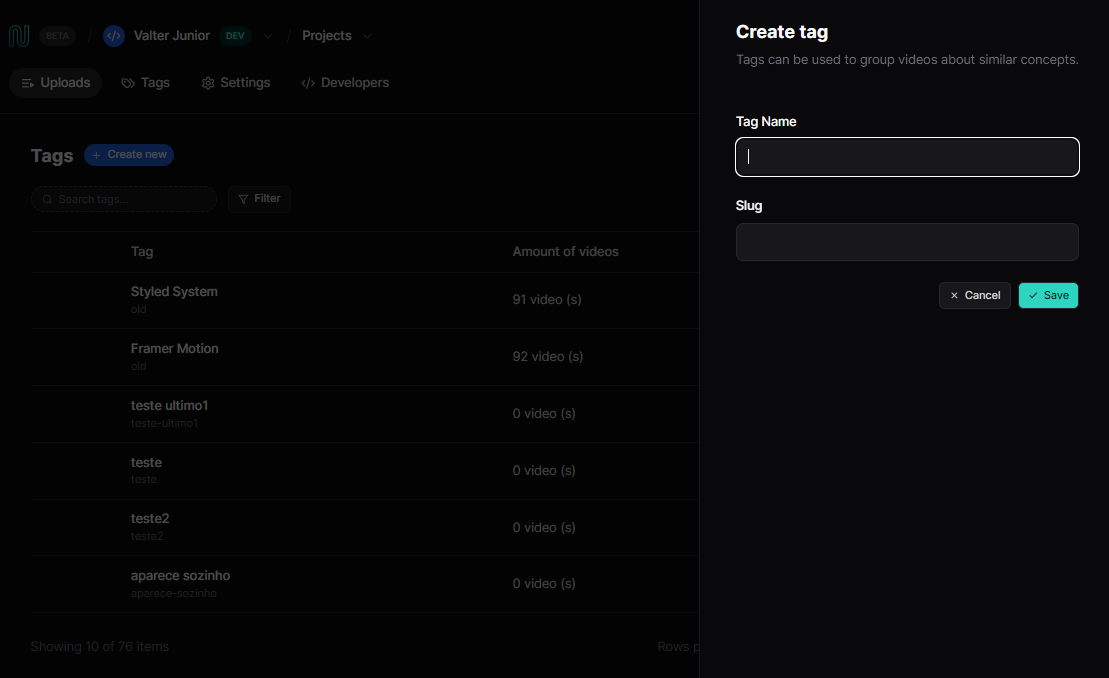 BETA / Valter Junior DEV / Projects
Uploads Tags Settings Developers
Tags + Create new
Search tags... Filter
Tag Amount of videos
Styled System
old
91 video (s)
Framer Motion
old
92 video (s)
teste ultimo1
teste-ultimo1
0 video (s)
teste
teste
0 video (s)
teste2
teste2
0 video (s)
aparece sozinho
aparece-sozinho
0 video (s)
Showing 10 of 76 items
Rows p
Create tag
Tags can be used to group videos about similar concepts.
Tag Name
Slug
Cancel Save